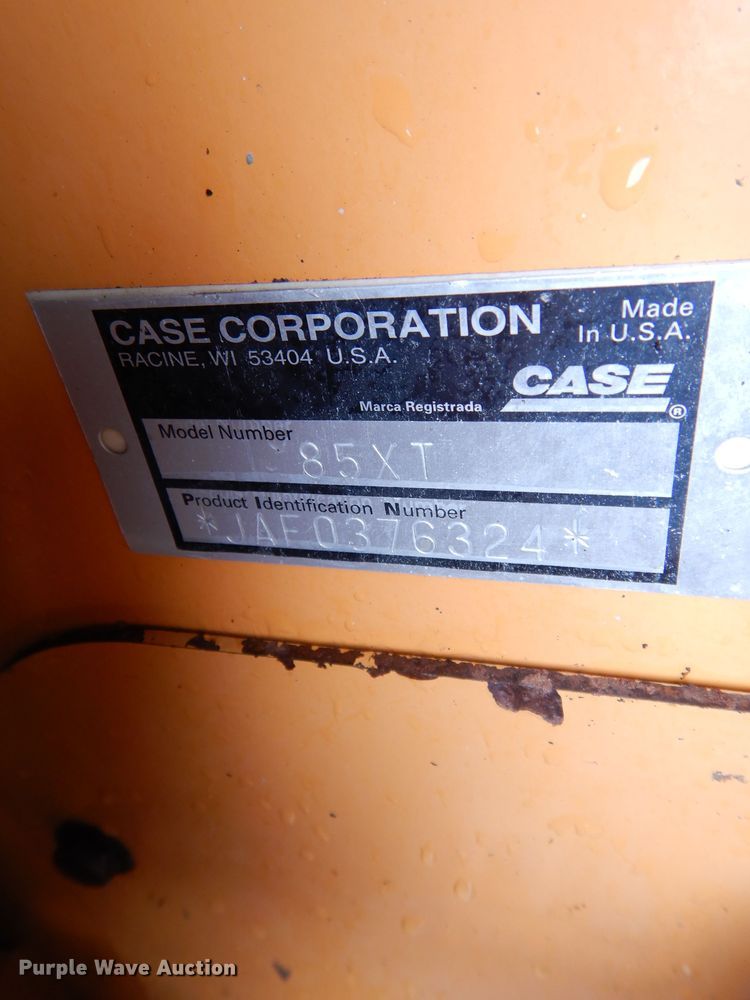 CASE CORPORATION
RACINE, WI 53404 U.S.A.
Made
In U.S.A.
CASE
Marca Registrada ®
Model Number
85XT
Product Identification Number
*JAF0376324*
Purple Wave Auction